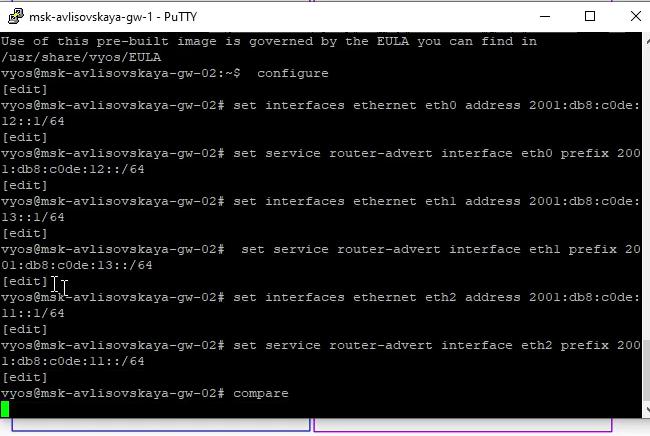 msk-avlisovskaya-gw-1 - PuTTY
Use of this pre-built image is governed by the EULA you can find in
/usr/share/vyos/EULA
vyos@msk-avlisovskaya-gw-02:~$  configure
[edit]
vyos@msk-avlisovskaya-gw-02# set interfaces ethernet eth0 address 2001:db8:c0de:
12::1/64
[edit]
vyos@msk-avlisovskaya-gw-02# set service router-advert interface eth0 prefix 200
1:db8:c0de:12::/64
[edit]
vyos@msk-avlisovskaya-gw-02# set interfaces ethernet eth1 address 2001:db8:c0de:
13::1/64
[edit]
vyos@msk-avlisovskaya-gw-02#  set service router-advert interface eth1 prefix 20
01:db8:c0de:13::/64
[edit]
vyos@msk-avlisovskaya-gw-02# set interfaces ethernet eth2 address 2001:db8:c0de:
11::1/64
[edit]
vyos@msk-avlisovskaya-gw-02# set service router-advert interface eth2 prefix 200
1:db8:c0de:11::/64
[edit]
vyos@msk-avlisovskaya-gw-02# compare